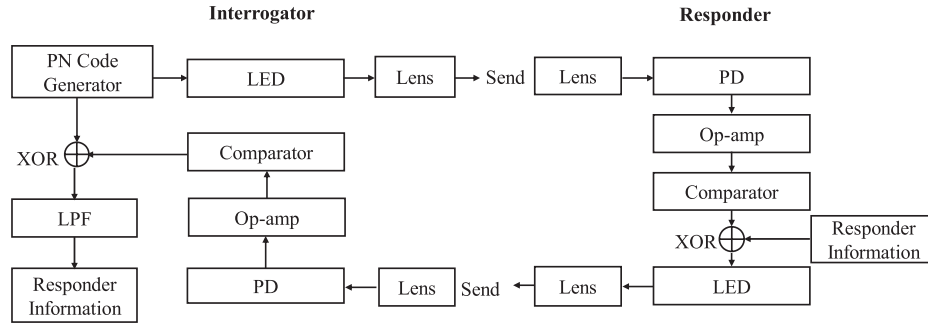 Interrogator
Responder
PN Code
Generator
LED
Lens
Send
Lens
PD
Op-amp
XOR
Comparator
Comparator
LPF
Op-amp
XOR
Responder
Information
Responder
Information
PD
Lens
Send
Lens
LED